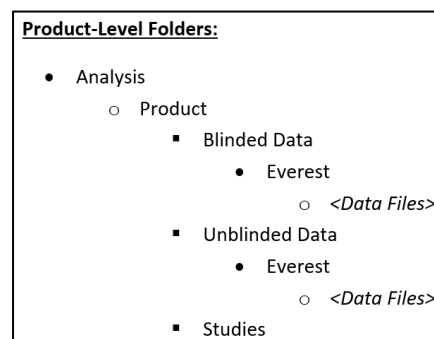 Product-Level Folders:
• Analysis
o Product
▪ Blinded Data
• Everest
o <Data Files>
▪ Unblinded Data
• Everest
o <Data Files>
▪ Studies